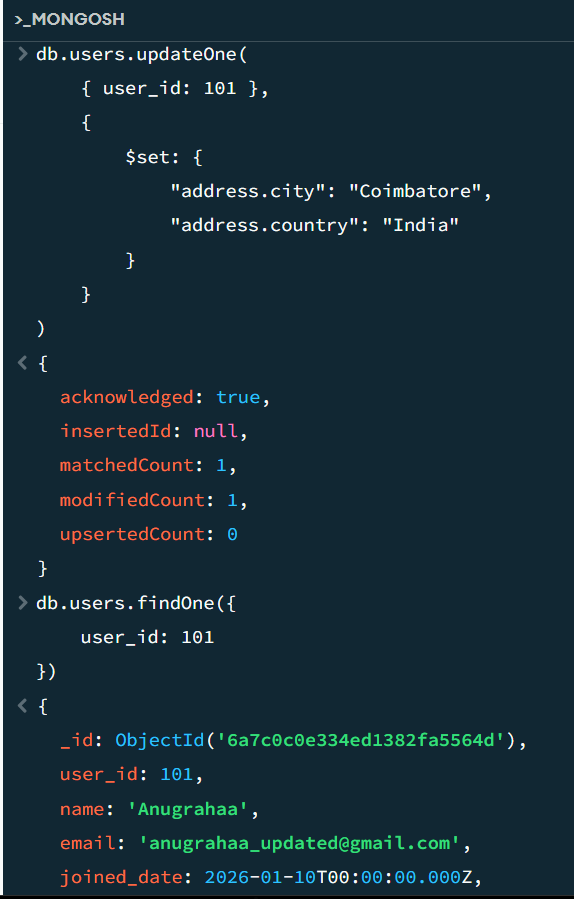 >_MONGOSH
> db.users.updateOne(
{ user_id: 101 },
{
$set: {
"address.city": "Coimbatore",
"address.country": "India"
}
}
)
< {
acknowledged: true,
insertedId: null,
matchedCount: 1,
modifiedCount: 1,
upsertedCount: 0
}
> db.users.findOne({
user_id: 101
})
< {
_id: ObjectId('6a7c0c0e334ed1382fa5564d'),
user_id: 101,
name: 'Anugrahaa',
email: 'anugrahaa_updated@gmail.com',
joined_date: 2026-01-10T00:00:00.000Z,